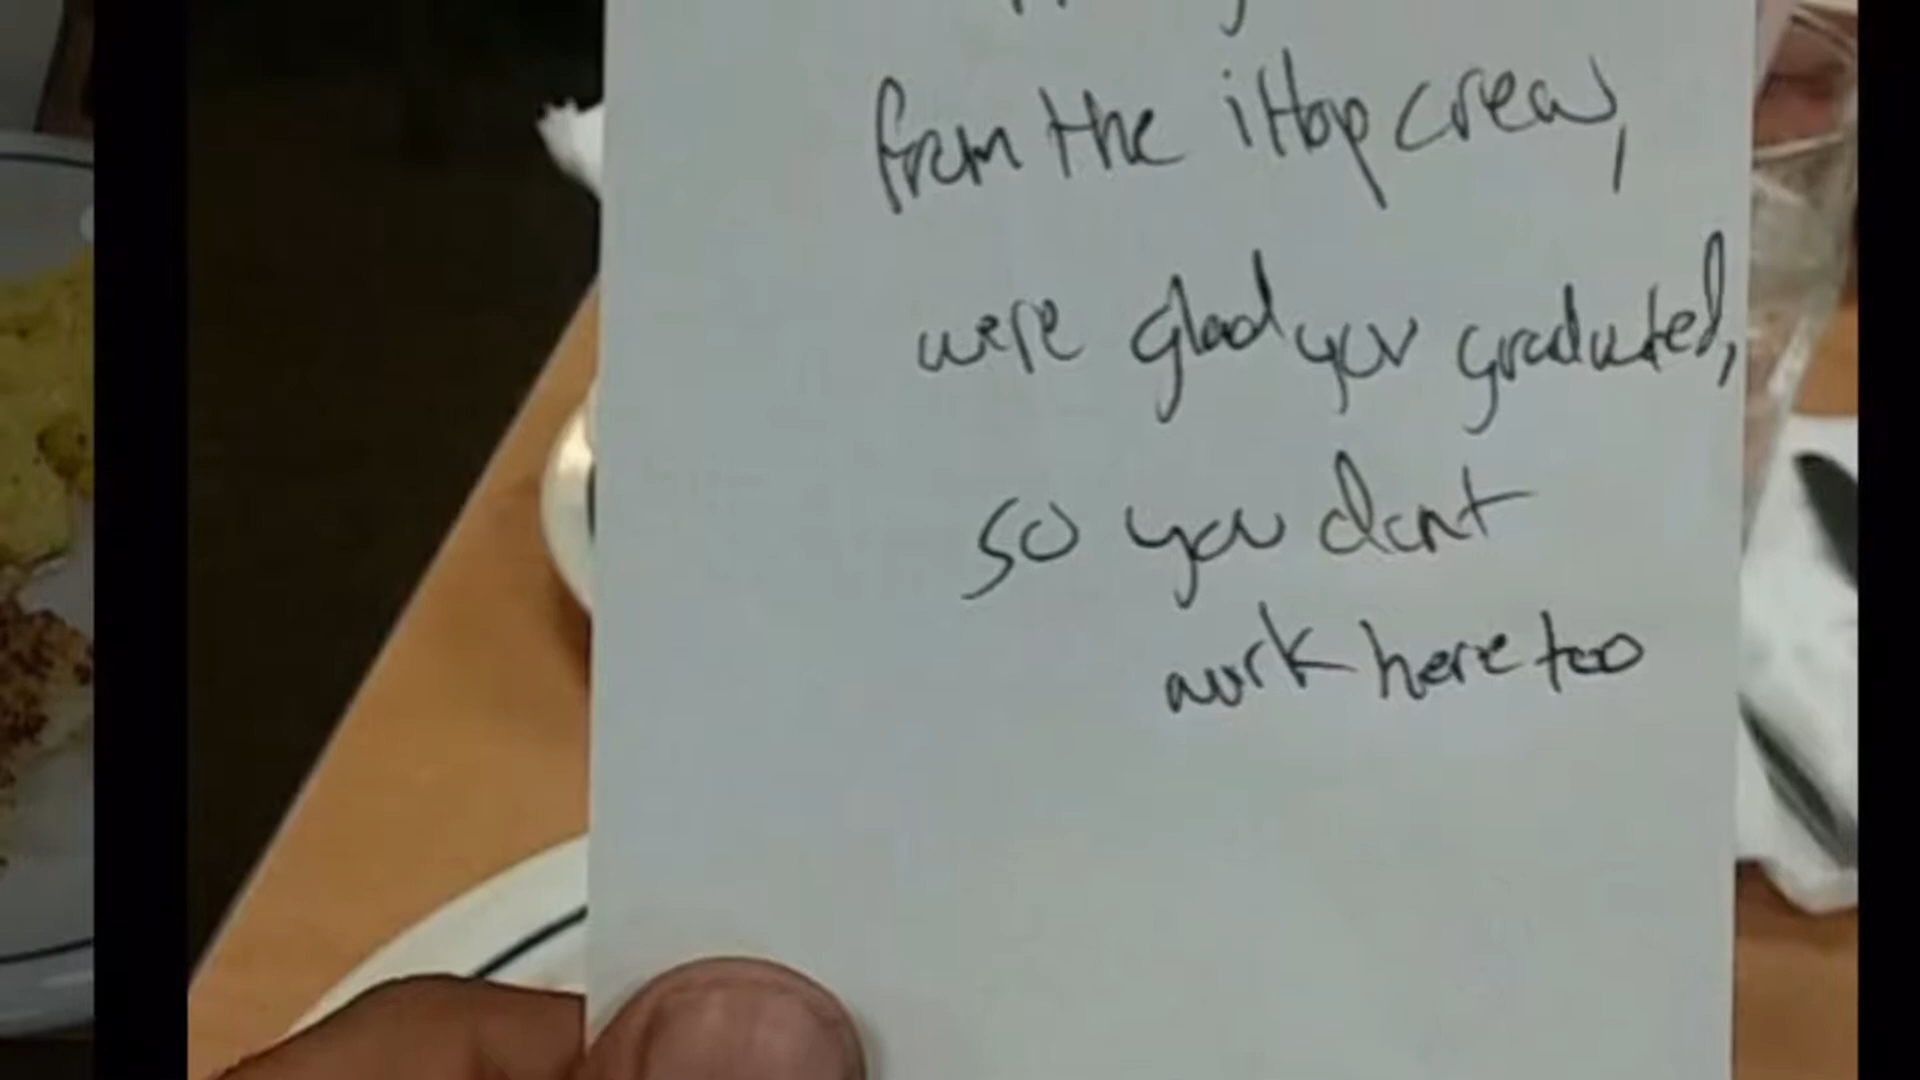 from the iHop crew,
were glad you graduated,
so you dont
work here too